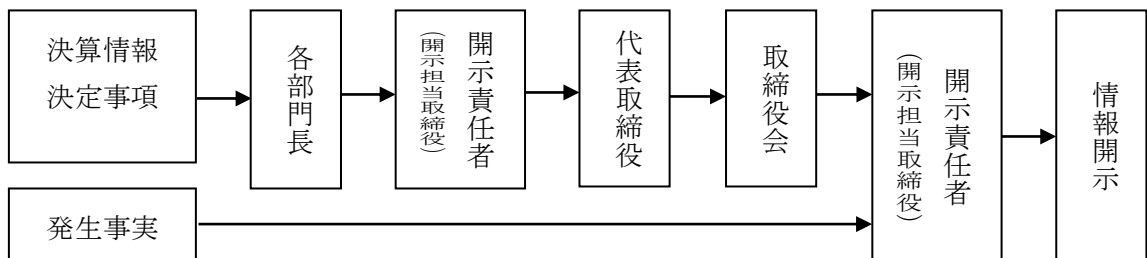 決算情報
決定事項
各部門長
開示責任者
(開示担当取締役)
代表取締役
取締役会
開示責任者
(開示担当取締役)
情報開示
発生事実